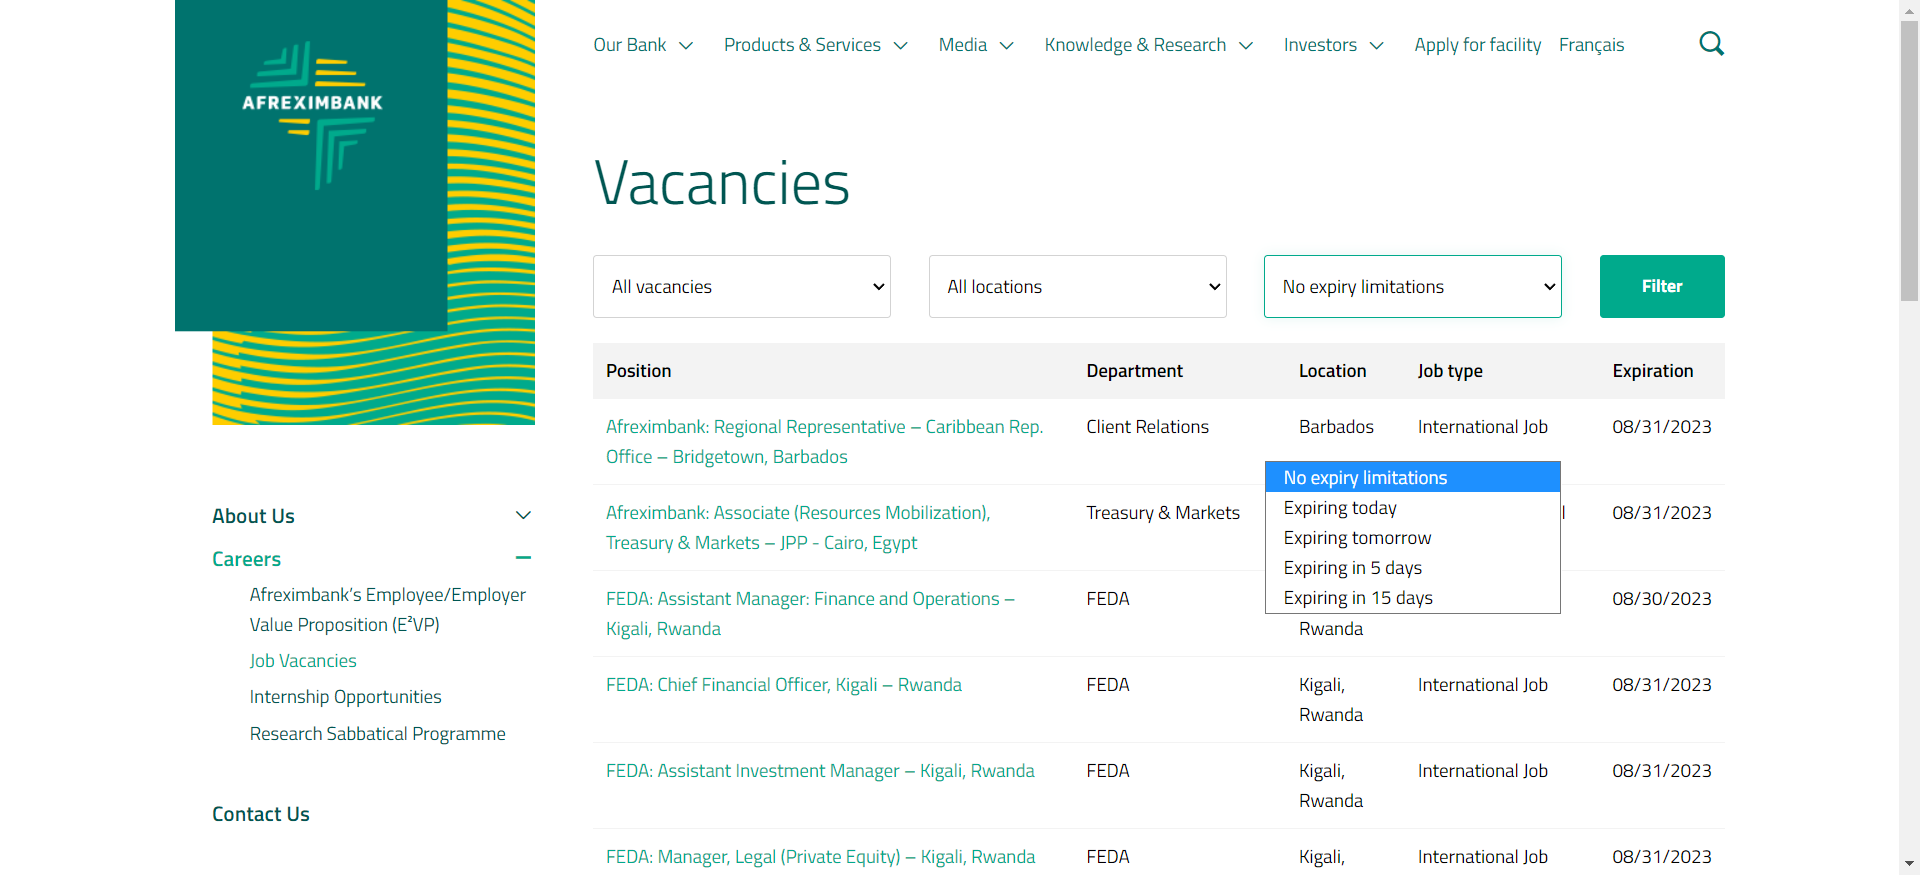 AFREXIMBANK
Our Bank
Products & Services
Media
Knowledge & Research
Investors
Apply for facility
Français
Vacancies
All vacancies
All locations
No expiry limitations
Filter
Position Department Location Job type Expiration
Afreximbank: Regional Representative – Caribbean Rep. Client Relations Barbados International Job 08/31/2023
Office – Bridgetown, Barbados
No expiry limitations
Expiring today
Expiring tomorrow
Expiring in 5 days
Expiring in 15 days
Afreximbank: Associate (Resources Mobilization), Treasury & Markets 08/31/2023
Treasury & Markets – JPP - Cairo, Egypt
FEDA: Assistant Manager: Finance and Operations – FEDA 08/30/2023
Kigali, Rwanda Rwanda
FEDA: Chief Financial Officer, Kigali – Rwanda FEDA Kigali, International Job 08/31/2023
Rwanda
FEDA: Assistant Investment Manager – Kigali, Rwanda FEDA Kigali, International Job 08/31/2023
Rwanda
FEDA: Manager, Legal (Private Equity) – Kigali, Rwanda FEDA Kigali, International Job 08/31/2023
About Us
Careers
Afreximbank's Employee/Employer
Value Proposition (E²VP)
Job Vacancies
Internship Opportunities
Research Sabbatical Programme
Contact Us